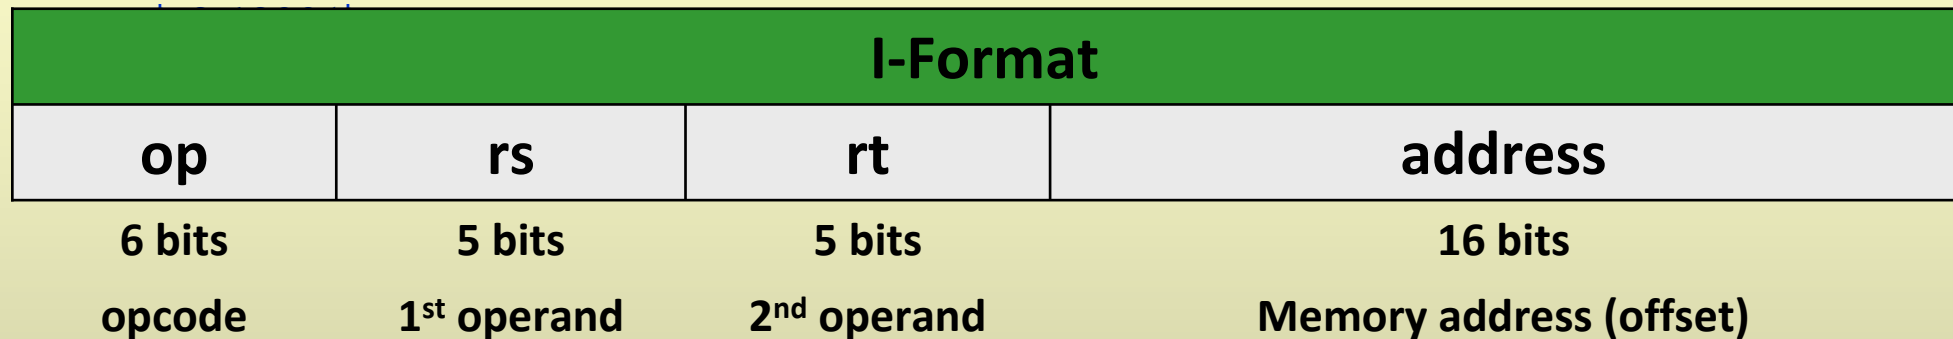 I-Format
op rs rt address
6 bits 5 bits 5 bits 16 bits
opcode 1st operand 2nd operand Memory address (offset)